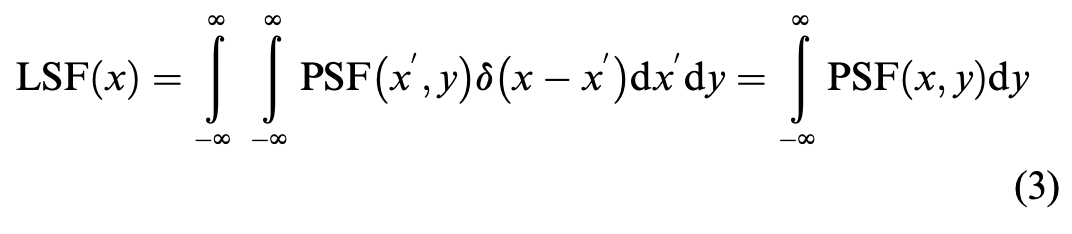 LSF(x) = ∫_{−∞}^{∞} ∫_{−∞}^{∞} PSF(x′, y)δ(x − x′)dx′dy = ∫_{−∞}^{∞} PSF(x, y)dy
(3)